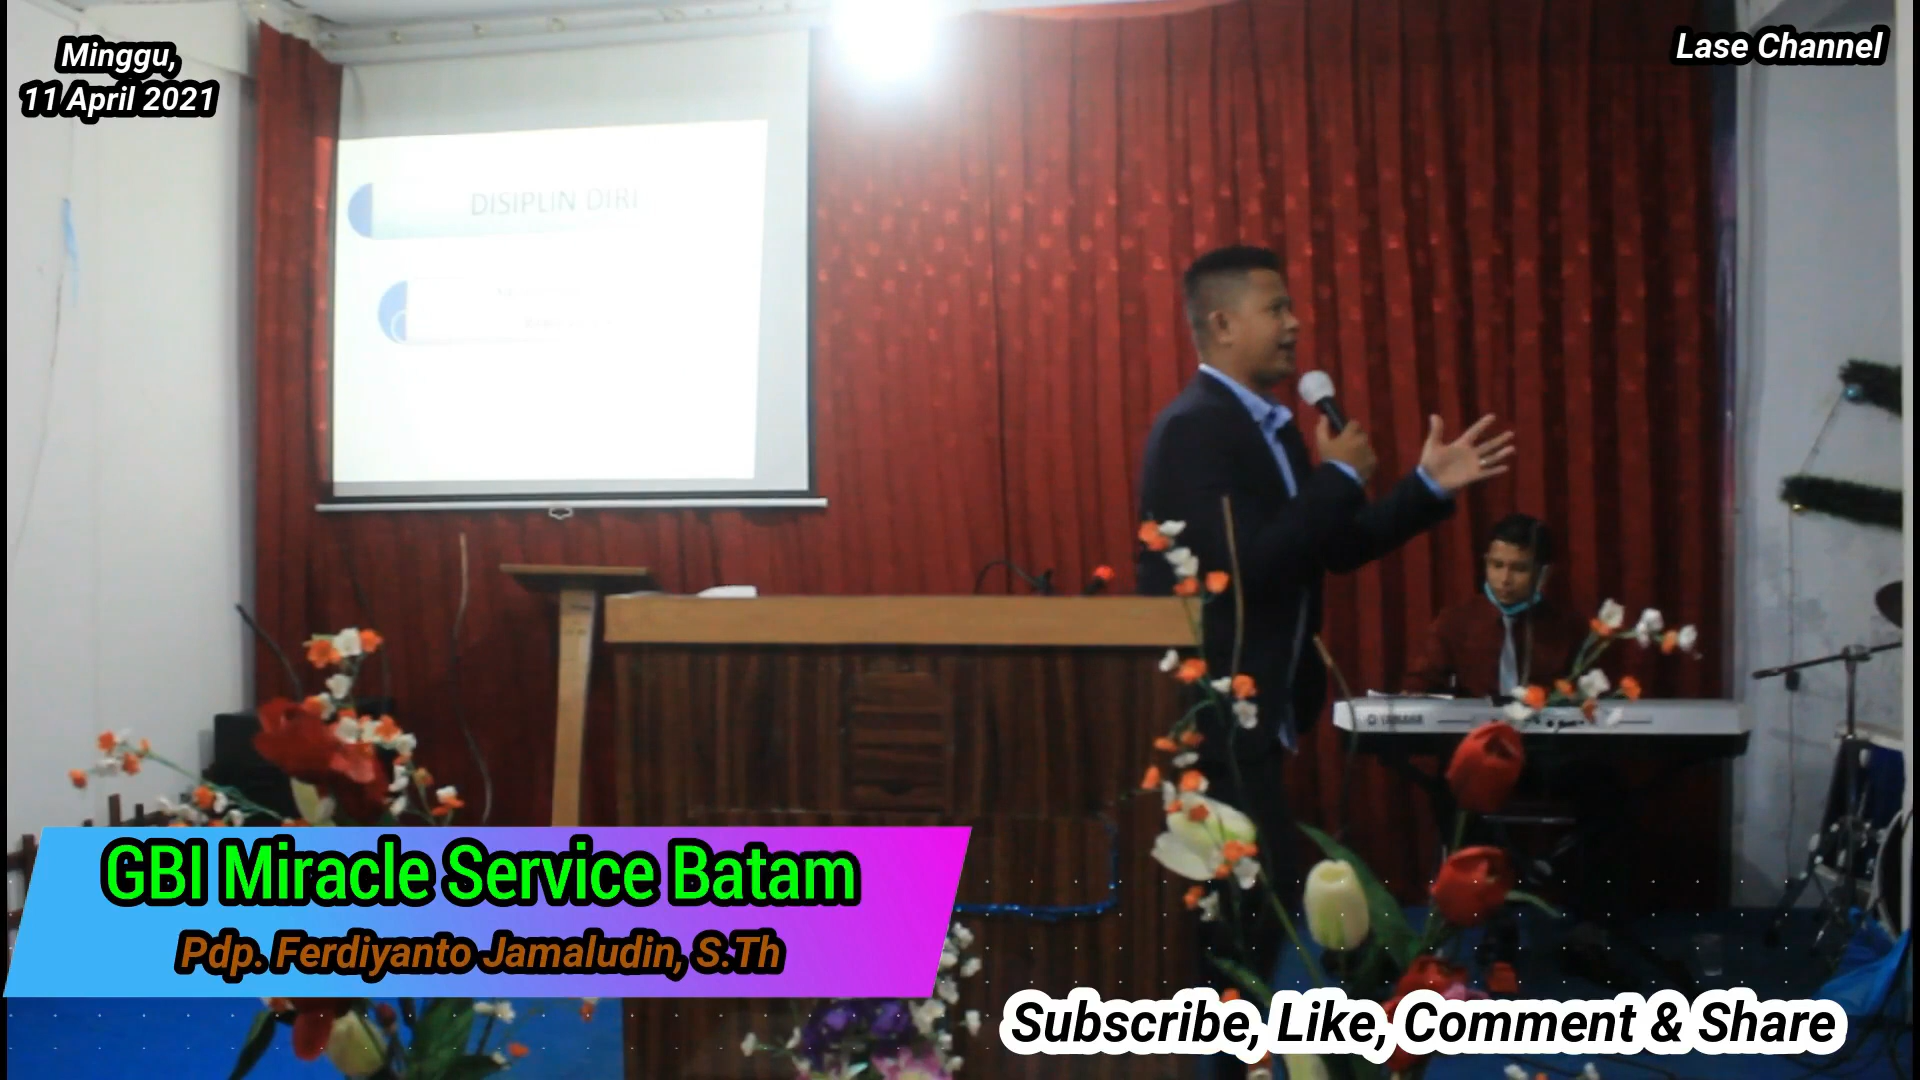 Minggu,
11 April 2021
Lase Channel
DISIPLIN DIRI
YAMAHA
GBI Miracle Service Batam
Pdp. Ferdiyanto Jamaludin, S.Th
Subscribe, Like, Comment & Share